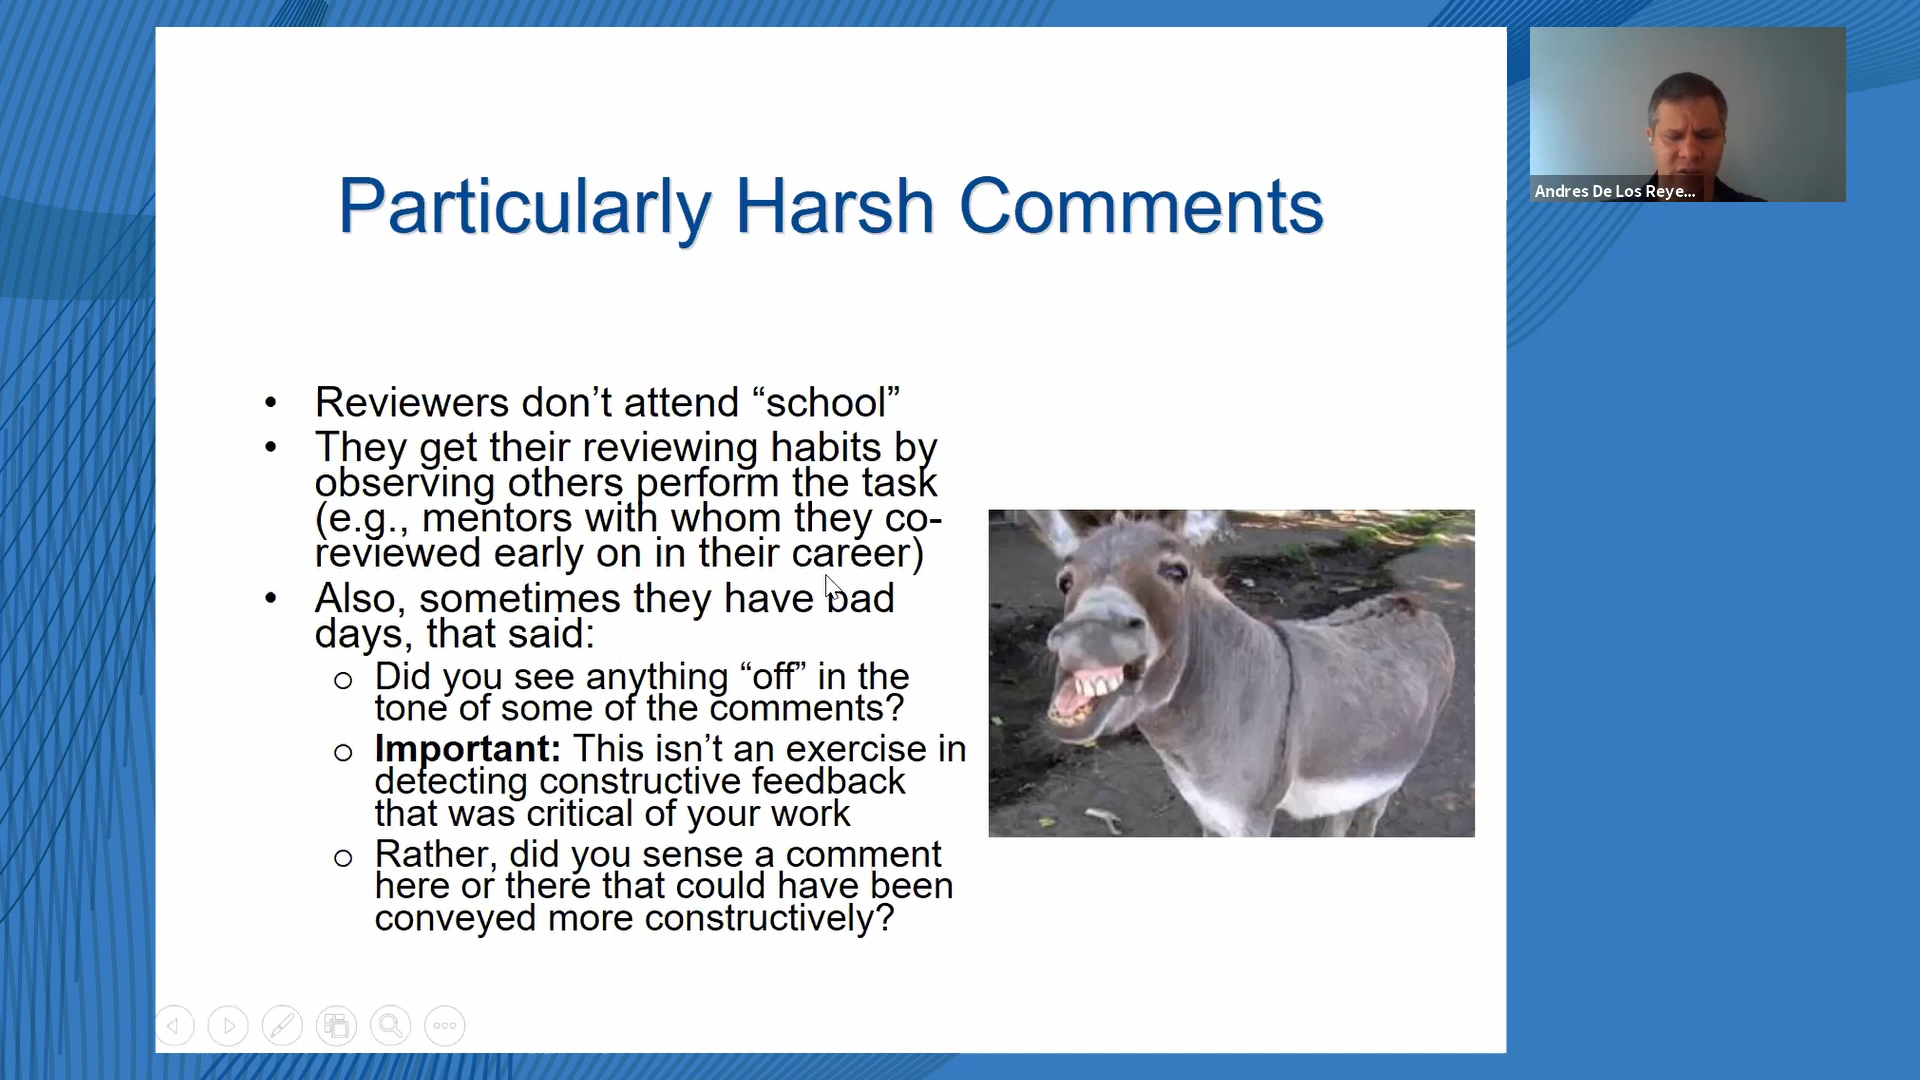 Particularly Harsh Comments
Andres De Los Reye...
• Reviewers don’t attend “school”
• They get their reviewing habits by
observing others perform the task
(e.g., mentors with whom they co-
reviewed early on in their career)
• Also, sometimes they have bad
days, that said:
o Did you see anything “off” in the
tone of some of the comments?
o Important: This isn’t an exercise in
detecting constructive feedback
that was critical of your work
o Rather, did you sense a comment
here or there that could have been
conveyed more constructively?